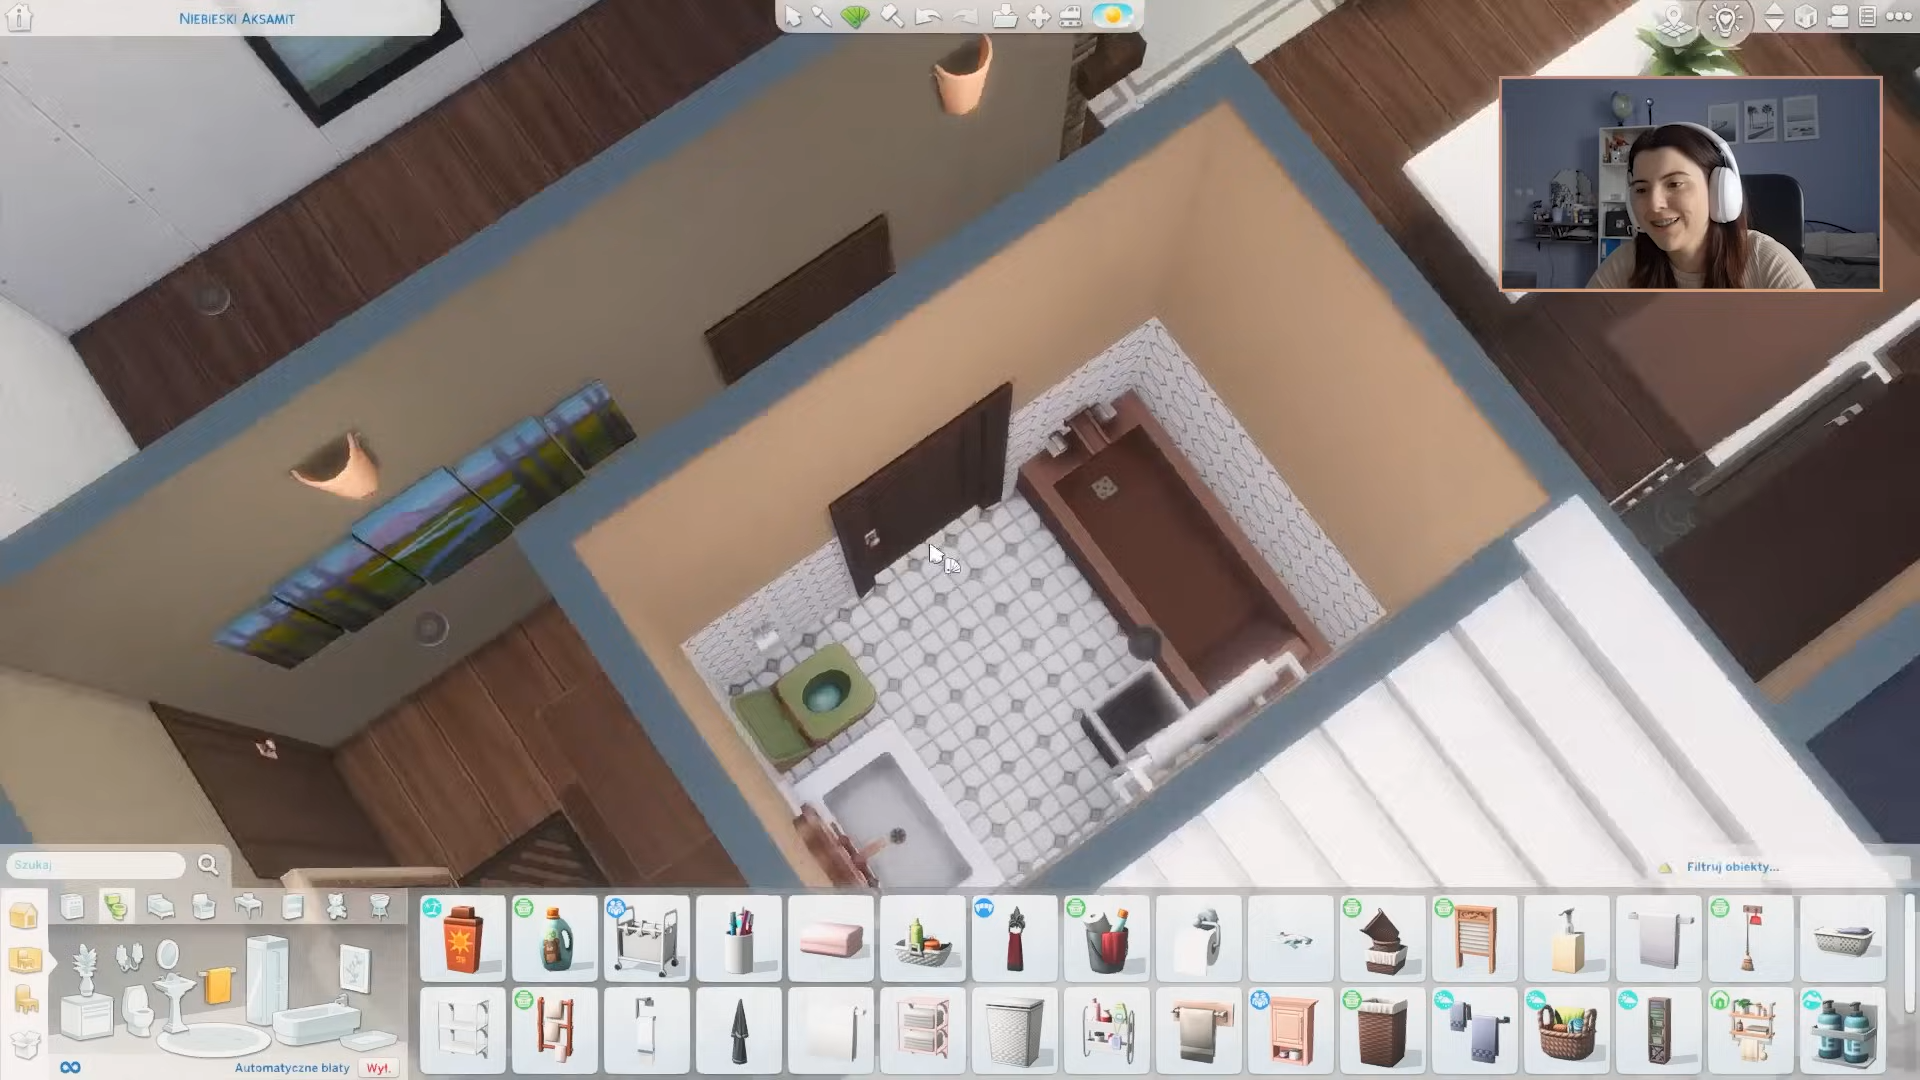 Niebieski Aksamit
Szukaj
Filtruj obiekty...
Automatyczne blaty
Wył.